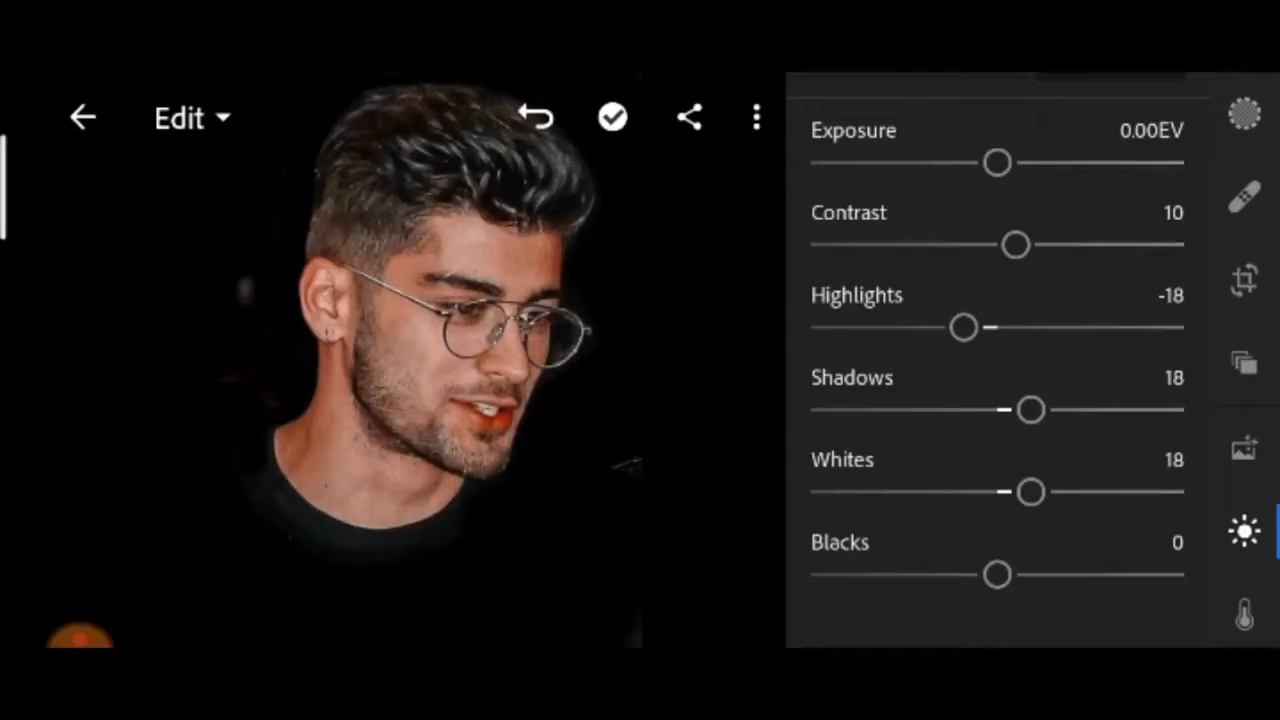 Edit
Exposure 0.00EV
Contrast 10
Highlights -18
Shadows 18
Whites 18
Blacks 0